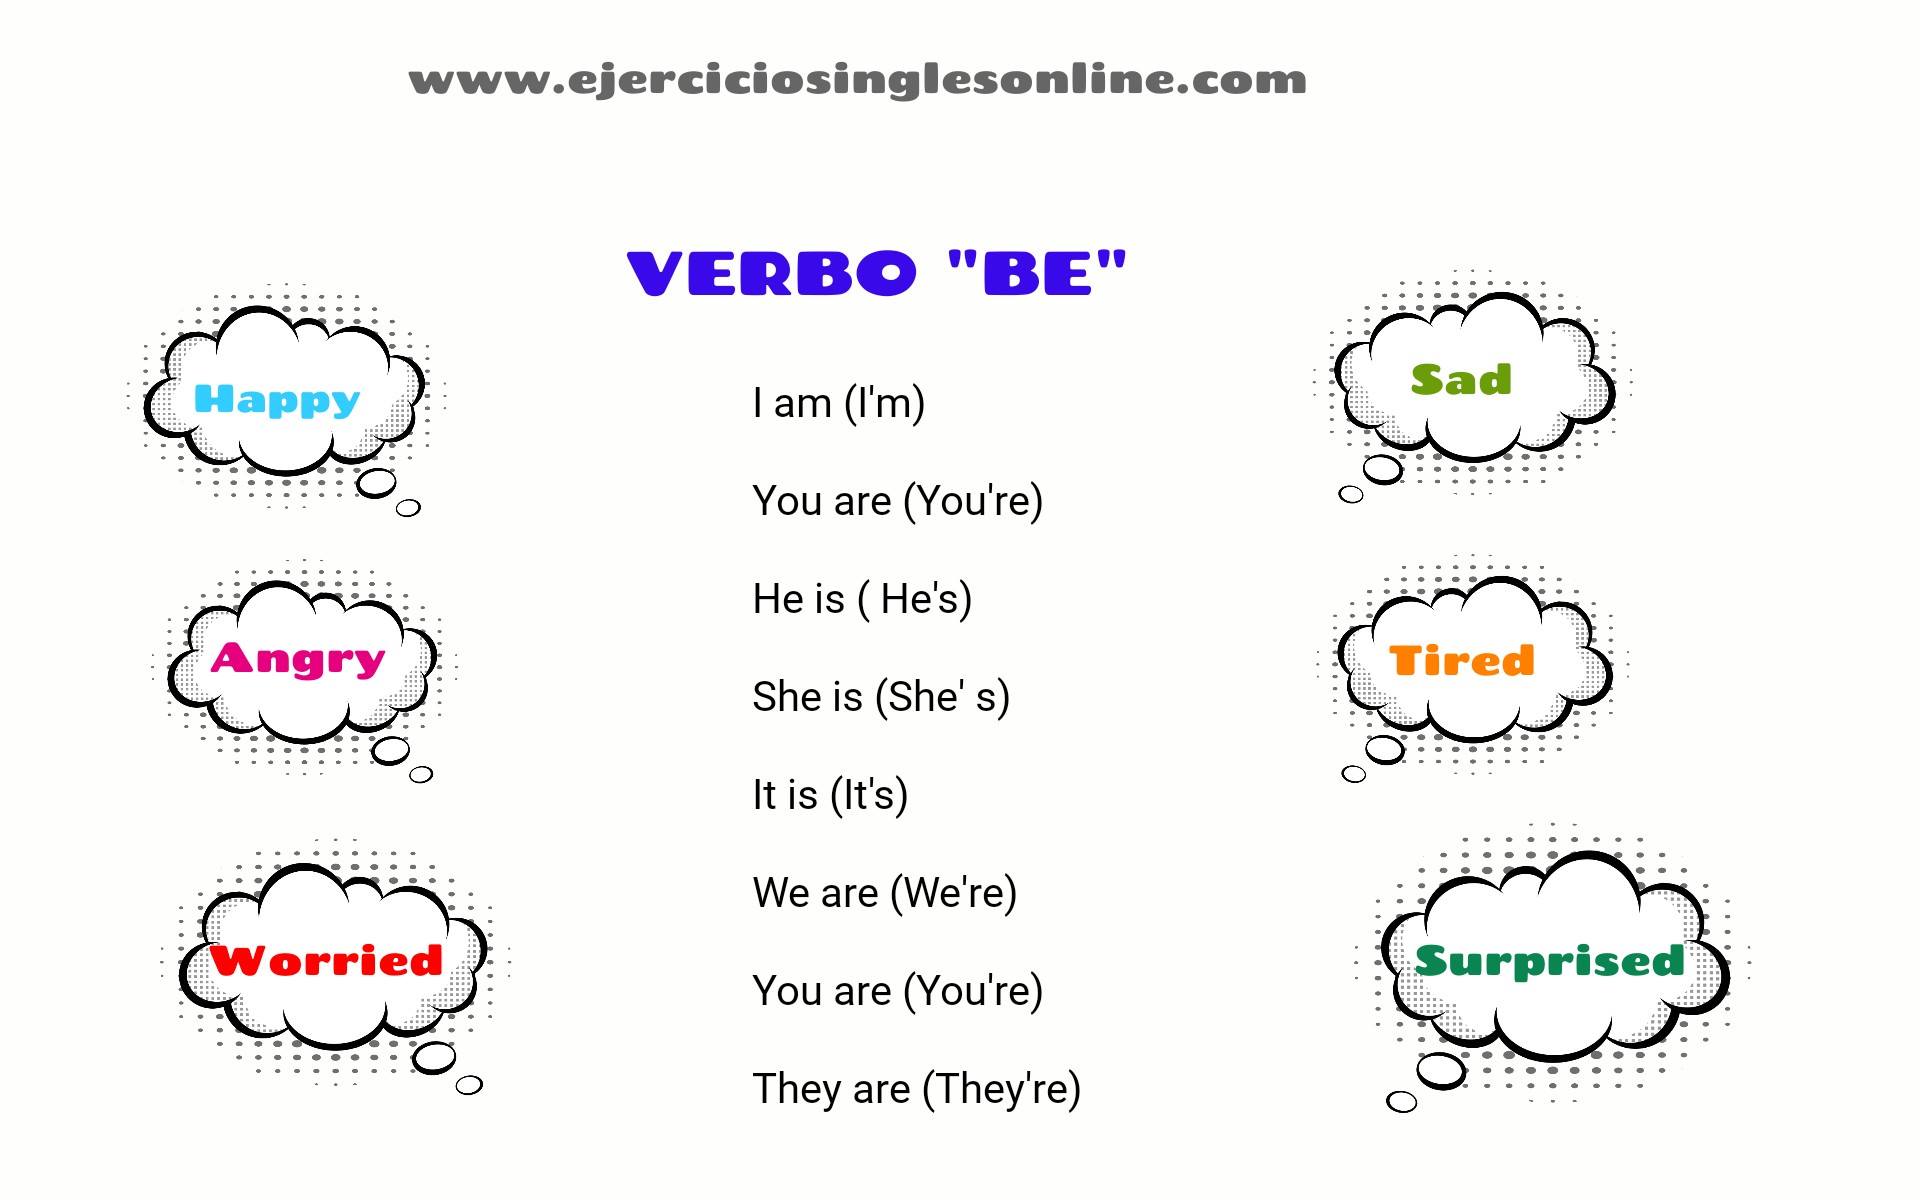 www.ejerciciosinglesonline.com
VERBO "BE"
Happy
Angry
Worried
I am (I'm)
You are (You're)
He is ( He's)
She is (She' s)
It is (It's)
We are (We're)
You are (You're)
They are (They're)
Sad
Tired
Surprised